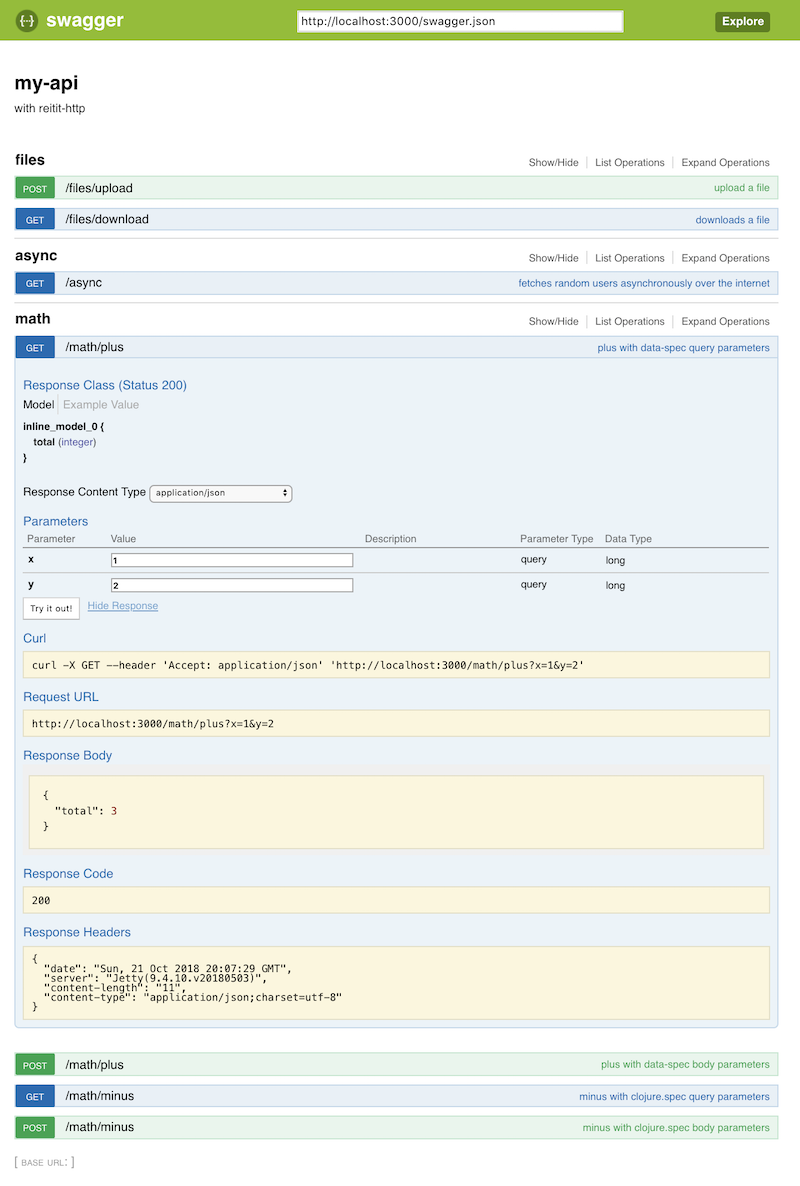 {···} swagger http://localhost:3000/swagger.json Explore
my-api
with reitit-http
files Show/Hide List Operations Expand Operations
POST /files/upload upload a file
GET /files/download downloads a file
async Show/Hide List Operations Expand Operations
GET /async fetches random users asynchronously over the internet
math Show/Hide List Operations Expand Operations
GET /math/plus plus with data-spec query parameters
Response Class (Status 200)
Model Example Value
inline_model_0 {
total (integer)
}
Response Content Type application/json
Parameters
Parameter Value Description Parameter Type Data Type
x 1 query long
y 2 query long
Try it out! Hide Response
Curl
curl -X GET --header 'Accept: application/json' 'http://localhost:3000/math/plus?x=1&y=2'
Request URL
http://localhost:3000/math/plus?x=1&y=2
Response Body
{
"total": 3
}
Response Code
200
Response Headers
{
"date": "Sun, 21 Oct 2018 20:07:29 GMT",
"server": "Jetty(9.4.10.v20180503)",
"content-length": "11",
"content-type": "application/json;charset=utf-8"
}
POST /math/plus plus with data-spec body parameters
GET /math/minus minus with clojure.spec query parameters
POST /math/minus minus with clojure.spec body parameters
[ BASE URL: ]